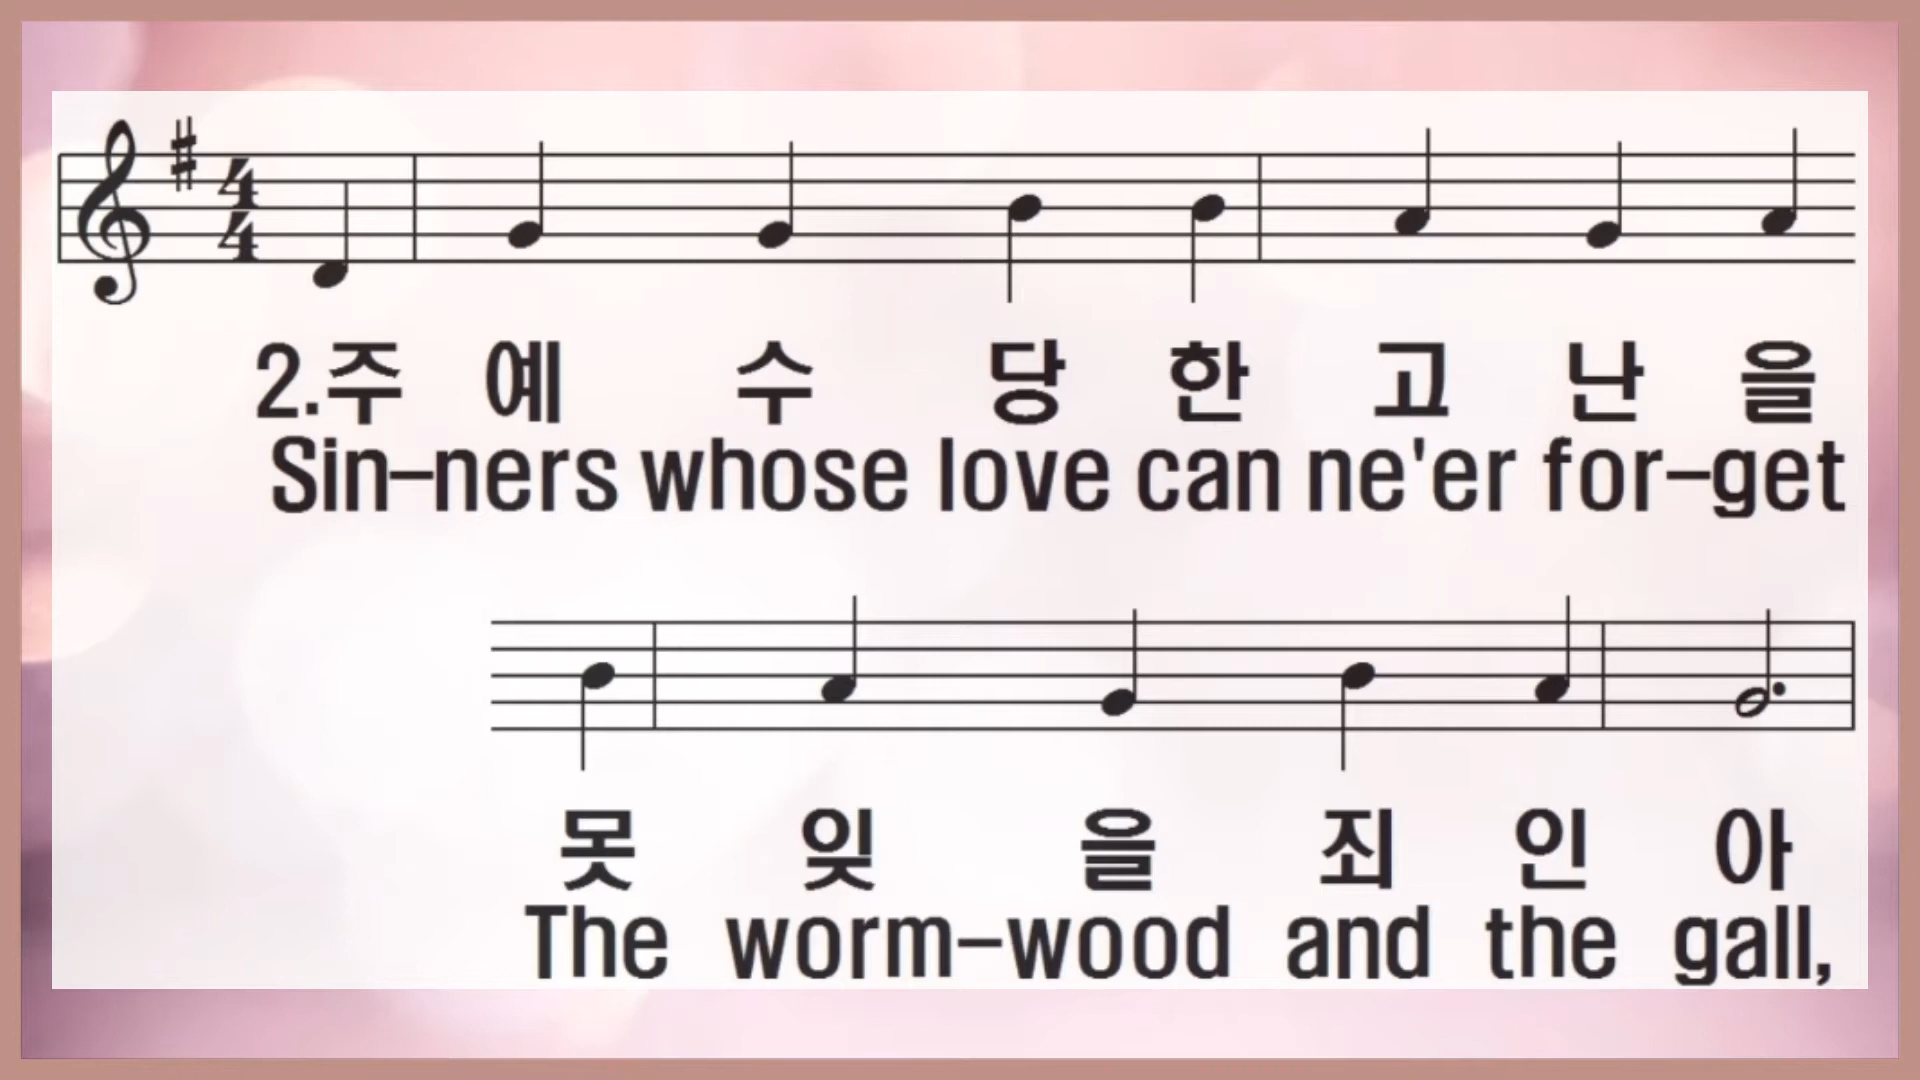 2.주 예 수 당 한 고 난 을
Sin-ners whose love can ne'er for-get
못 잊 을 죄 인 아
The worm-wood and the gall,